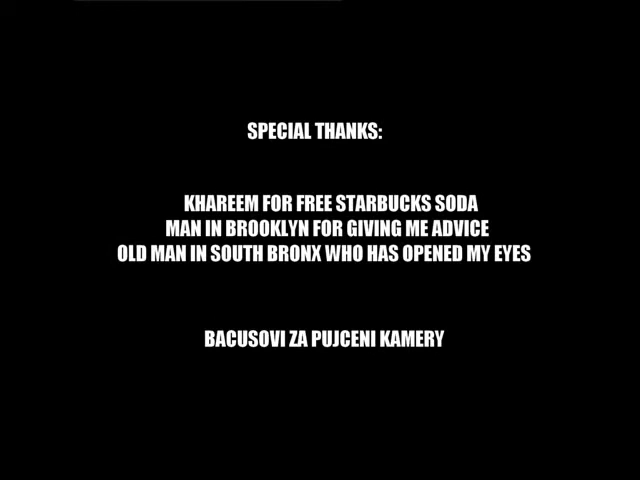 SPECIAL THANKS:
KHAREEM FOR FREE STARBUCKS SODA
MAN IN BROOKLYN FOR GIVING ME ADVICE
OLD MAN IN SOUTH BRONX WHO HAS OPENED MY EYES
BACUSOVI ZA PUJCENI KAMERY